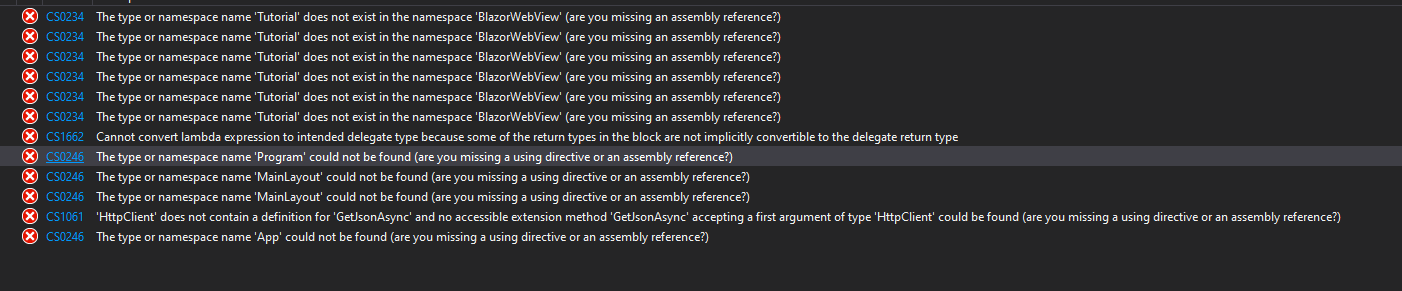 CS0234 The type or namespace name 'Tutorial' does not exist in the namespace 'BlazorWebView' (are you missing an assembly reference?)
CS0234 The type or namespace name 'Tutorial' does not exist in the namespace 'BlazorWebView' (are you missing an assembly reference?)
CS0234 The type or namespace name 'Tutorial' does not exist in the namespace 'BlazorWebView' (are you missing an assembly reference?)
CS0234 The type or namespace name 'Tutorial' does not exist in the namespace 'BlazorWebView' (are you missing an assembly reference?)
CS0234 The type or namespace name 'Tutorial' does not exist in the namespace 'BlazorWebView' (are you missing an assembly reference?)
CS0234 The type or namespace name 'Tutorial' does not exist in the namespace 'BlazorWebView' (are you missing an assembly reference?)
CS1662 Cannot convert lambda expression to intended delegate type because some of the return types in the block are not implicitly convertible to the delegate return type
CS0246 The type or namespace name 'Program' could not be found (are you missing a using directive or an assembly reference?)
CS0246 The type or namespace name 'MainLayout' could not be found (are you missing a using directive or an assembly reference?)
CS0246 The type or namespace name 'MainLayout' could not be found (are you missing a using directive or an assembly reference?)
CS1061 'HttpClient' does not contain a definition for 'GetJsonAsync' and no accessible extension method 'GetJsonAsync' accepting a first argument of type 'HttpClient' could be found (are you missing a using directive or an assembly reference?)
CS0246 The type or namespace name 'App' could not be found (are you missing a using directive or an assembly reference?)